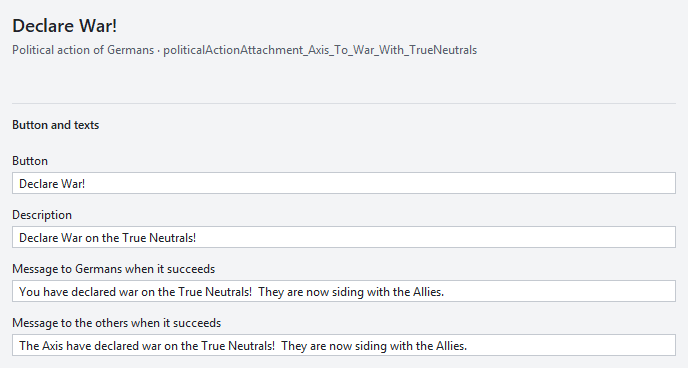 Declare War!
Political action of Germans · politicalActionAttachment_Axis_To_War_With_TrueNeutrals
Button and texts
Button
Declare War!
Description
Declare War on the True Neutrals!
Message to Germans when it succeeds
You have declared war on the True Neutrals!  They are now siding with the Allies.
Message to the others when it succeeds
The Axis have declared war on the True Neutrals!  They are now siding with the Allies.